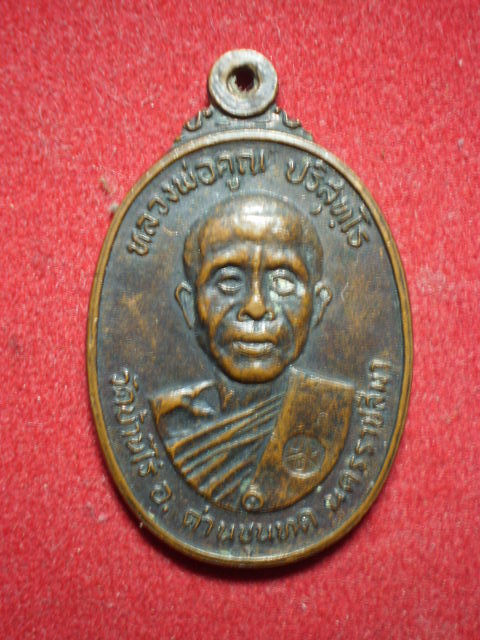 หลวงพ่อคูณ ปริสุทฺโธ
วัดบ้านไร่ อ. ด่านขุนทด นครราชสีมา